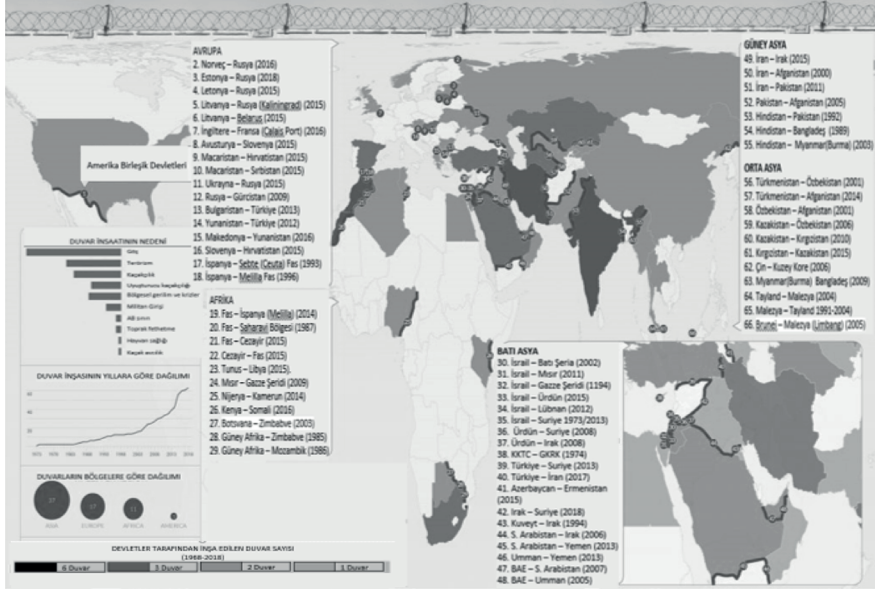 AVRUPA
2. Norveç – Rusya (2016)
3. Estonya – Rusya (2018)
4. Letonya – Rusya (2015)
5. Litvanya – Rusya (Kaliningrad) (2015)
6. Litvanya – Belarus (2015)
7. İngiltere – Fransa (Calais Port) (2016)
8. Avusturya – Slovenya (2015)
9. Macaristan – Hırvatistan (2015)
10. Macaristan – Sırbistan (2015)
11. Ukrayna – Rusya (2015)
12. Rusya – Gürcistan (2009)
13. Bulgaristan – Türkiye (2013)
14. Yunanistan – Türkiye (2012)
15. Makedonya – Yunanistan (2016)
16. Slovenya – Hırvatistan (2015)
17. İspanya – Sebte (Ceuta) Fas (1993)
18. İspanya – Melilla Fas (1996)
Amerika Birleşik Devletleri
DUVAR İNŞAATININ NEDENİ
Göç
Terörizm
Kaçakçılık
Uyuşturucu kaçakçılığı
Bölgesel gerilim ve krizler
Militan Girişi
AB sınırı
Toprak fethetme
Hayvan sağlığı
Kaçak avcılık
DUVAR İNŞASININ YILLARA GÖRE DAĞILIMI
DUVARLARIN BÖLGELERE GÖRE DAĞILIMI
ASIA
EUROPE
AFRICA
AMERICA
AFRİKA
19. Fas – İspanya (Melilla) (2014)
20. Fas – Saharavi Bölgesi (1987)
21. Fas – Cezayir (2015)
22. Cezayir – Fas (2015)
23. Tunus – Libya (2015).
24. Mısır – Gazze Şeridi (2009)
25. Nijerya – Kamerun (2014)
26. Kenya – Somali (2016)
27. Botsvana – Zimbabve (2003)
28. Güney Afrika – Zimbabve (1985)
29. Güney Afrika – Mozambik (1986)
DEVLETLER TARAFINDAN İNŞA EDİLEN DUVAR SAYISI
(1968-2018)
6 Duvar
3 Duvar
2 Duvar
1 Duvar
GÜNEY ASYA
49. İran – Irak (2015)
50. İran – Afganistan (2000)
51. İran – Pakistan (2011)
52. Pakistan – Afganistan (2005)
53. Hindistan – Pakistan (1992)
54. Hindistan – Bangladeş (1989)
55. Hindistan – Myanmar(Burma) (2003)
ORTA ASYA
56. Türkmenistan – Özbekistan (2001)
57. Türkmenistan – Afganistan (2014)
58. Özbekistan – Afganistan (2001)
59. Kazakistan – Özbekistan (2006)
60. Kazakistan – Kırgızistan (2010)
61. Kırgızistan – Kazakistan (2015)
62. Çin – Kuzey Kore (2006)
63. Myanmar(Burma) Bangladeş (2009)
64. Tayland – Malezya (2004)
65. Malezya – Tayland 1991-2004)
66. Brunei – Malezya (Limbang) (2005)
BATI ASYA
30. İsrail – Batı Şeria (2002)
31. İsrail – Mısır (2011)
32. İsrail – Gazze Şeridi (1194)
33. İsrail – Ürdün (2015)
34. İsrail – Lübnan (2012)
35. İsrail – Suriye 1973/2013)
36. Ürdün – Suriye (2008)
37. Ürdün – Irak (2008)
38. KKTC – GKRK (1974)
39. Türkiye – Suriye (2013)
40. Türkiye – İran (2017)
41. Azerbaycan – Ermenistan
(2015)
42. Irak – Suriye (2018)
43. Kuveyt – Irak (1994)
44. S. Arabistan – Irak (2006)
45. S. Arabistan – Yemen (2013)
46. Umman – Yemen (2013)
47. BAE – S. Arabistan (2007)
48. BAE – Umman (2005)